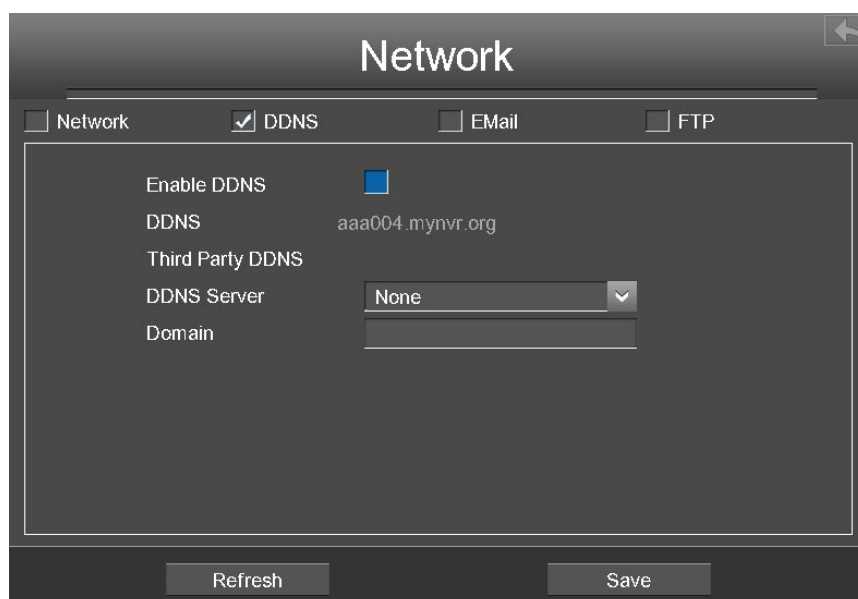 Network
Network DDNS EMail FTP
Enable DDNS
DDNS aaa004.mynvr.org
Third Party DDNS
DDNS Server None
Domain
Refresh Save